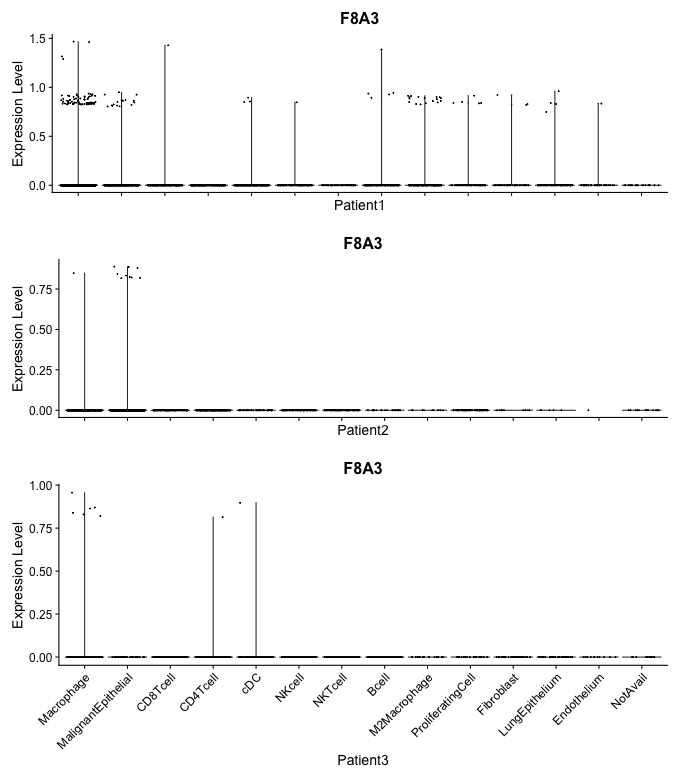 F8A3
Expression Level
1.5
1.0
0.5
0.0
Patient1
F8A3
Expression Level
0.75
0.50
0.25
0.00
Patient2
F8A3
Expression Level
1.00
0.75
0.50
0.25
0.00
Macrophage
MalignantEpithelial
CD8Tcell
CD4Tcell
cDC
NKcell
NKTcell
Bcell
M2Macrophage
ProliferatingCell
Fibroblast
LungEpithelium
Endothelium
NotAvail
Patient3